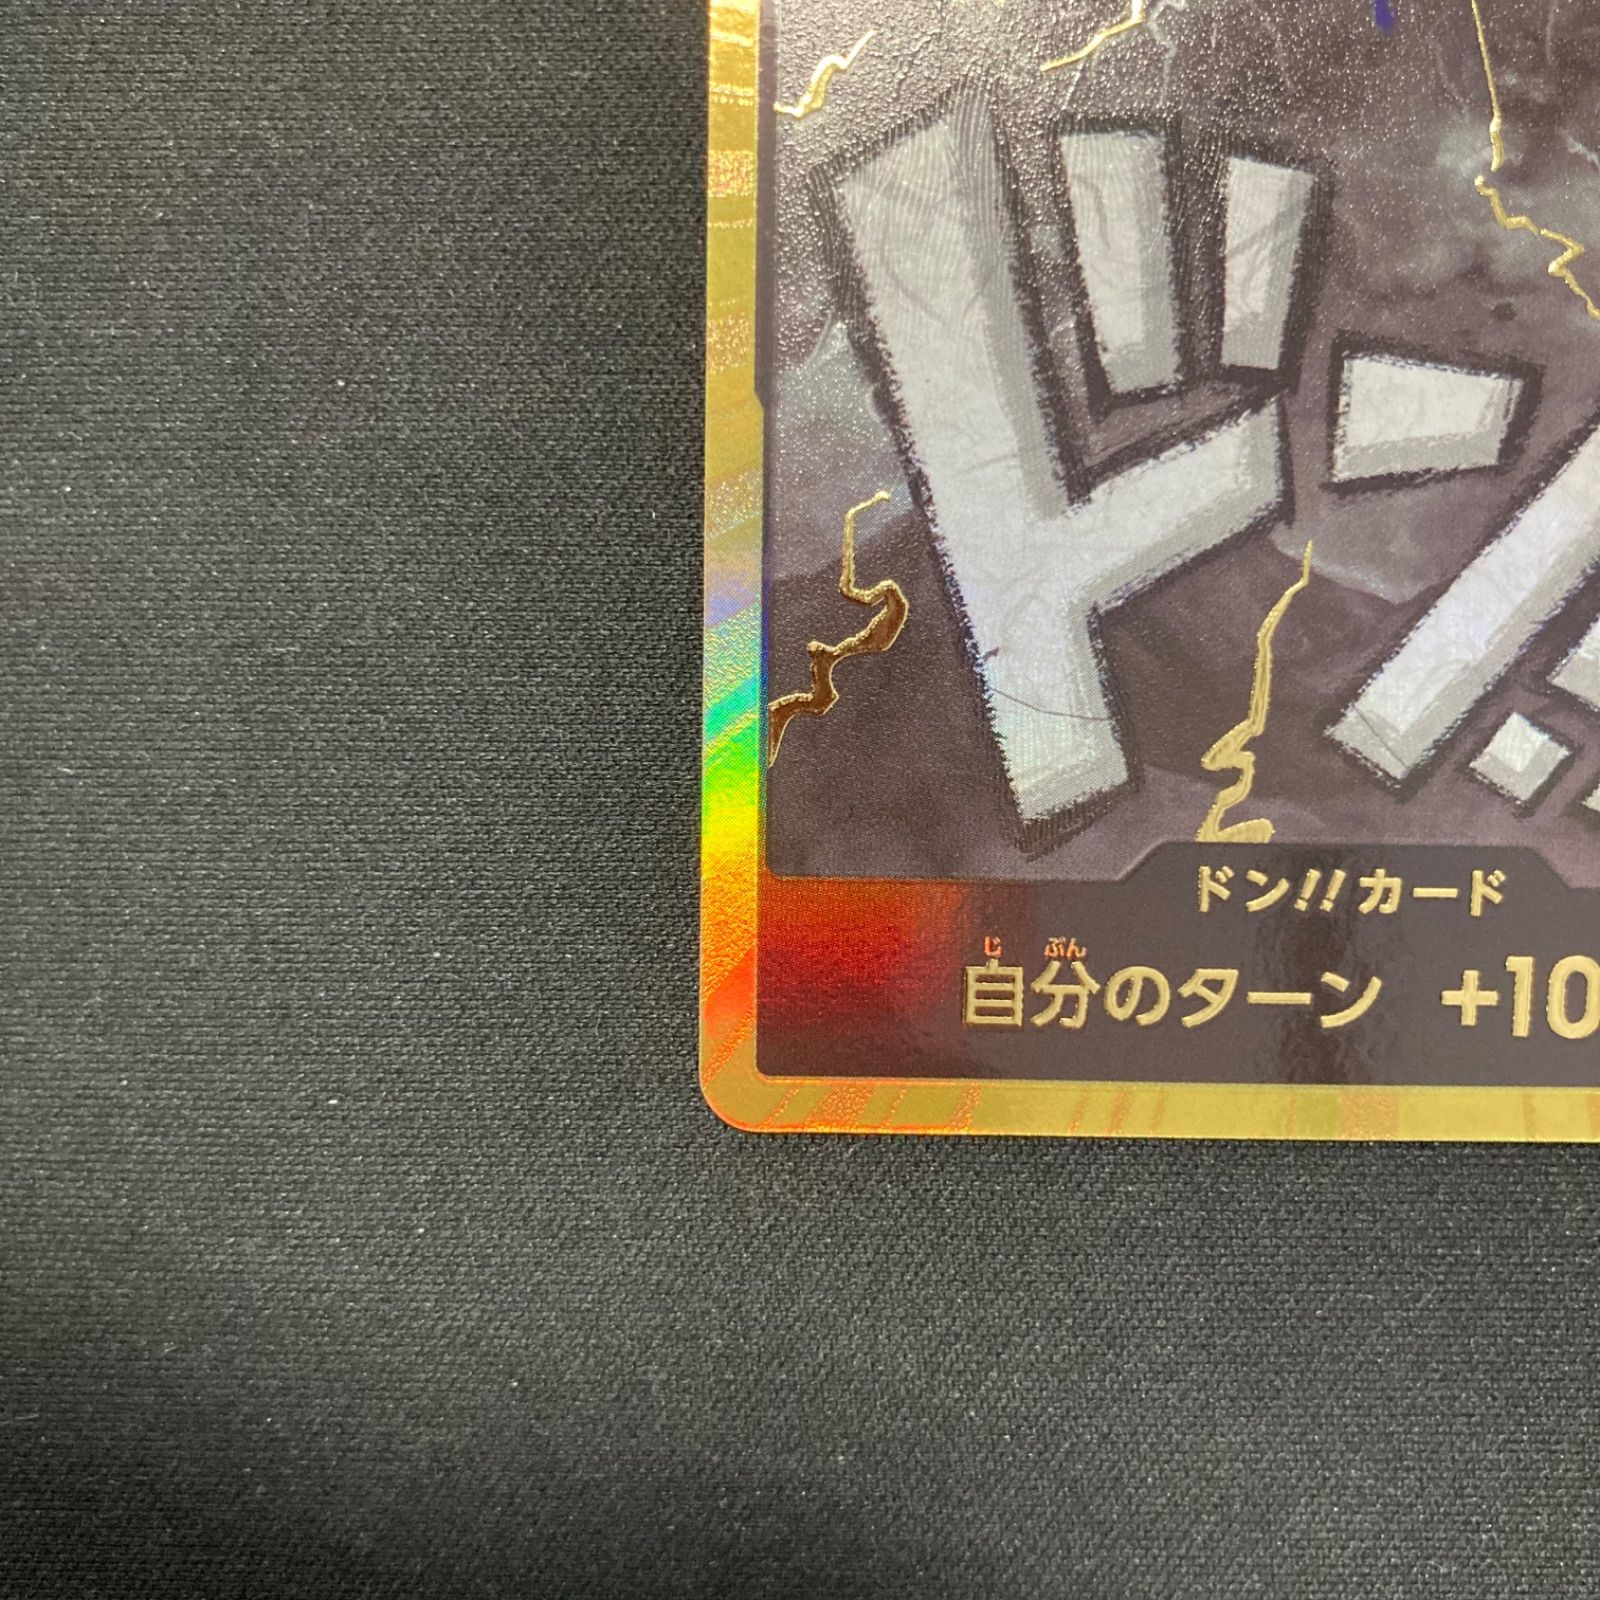 ドン!!
ドン!!カード
じ ぶん
自分のターン +10